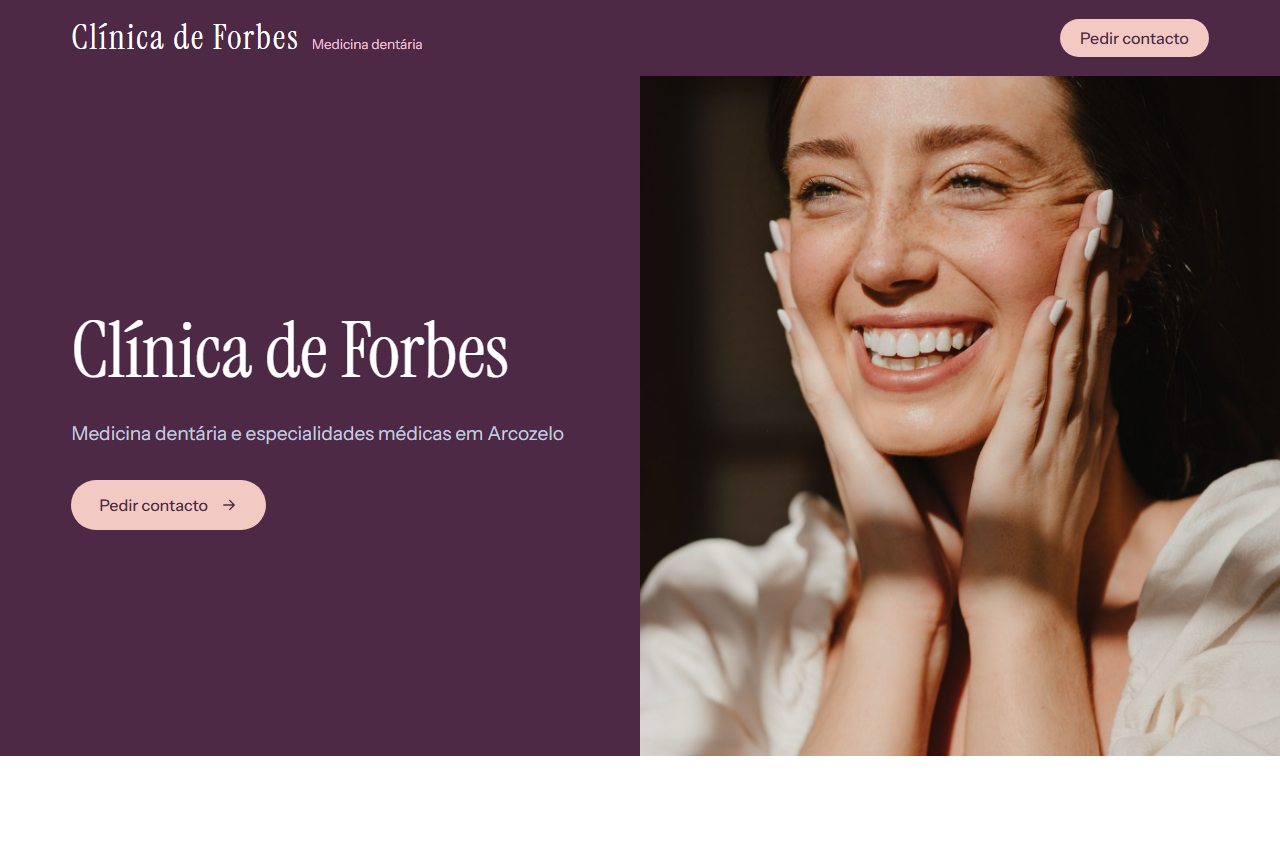 Clínica de Forbes
Medicina dentária
Pedir contacto
Clínica de Forbes
Medicina dentária e especialidades médicas em Arcozelo
Pedir contacto →